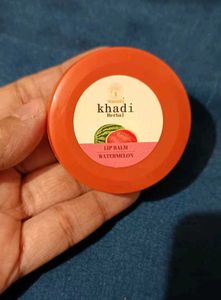 khadi
Herbal
LIP BALM
WATERMELON